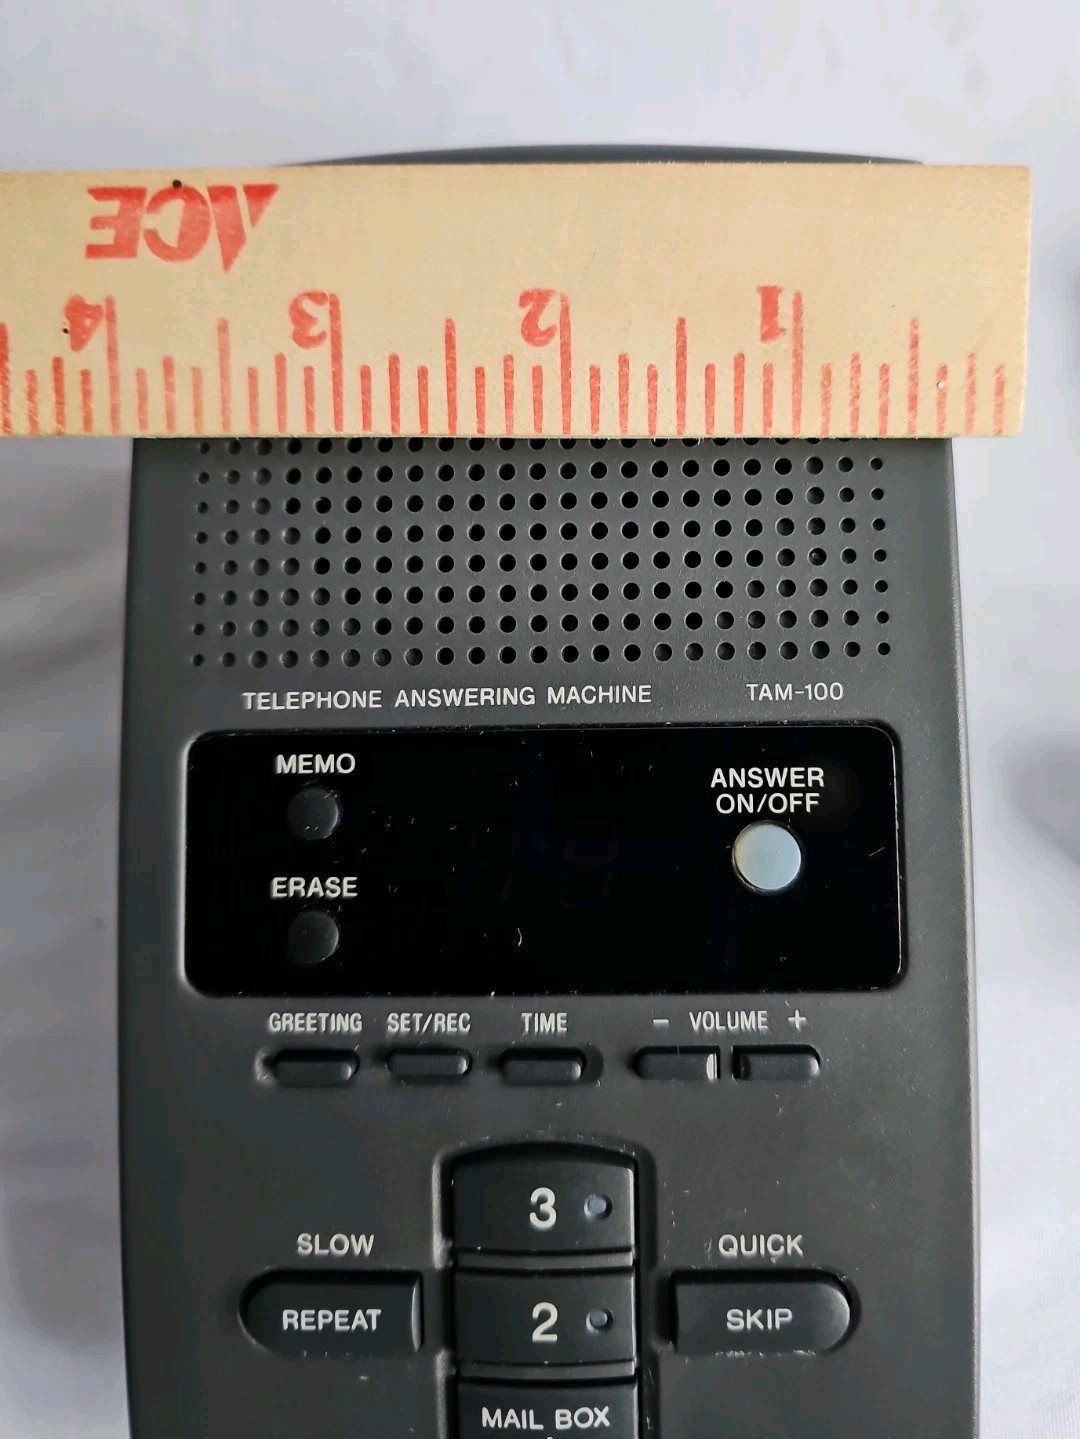 ACE
4 3 2 1
TELEPHONE ANSWERING MACHINE TAM-100
MEMO
ANSWER
ON/OFF
ERASE
GREETING SET/REC TIME - VOLUME +
3
SLOW QUICK
REPEAT 2 SKIP
MAIL BOX